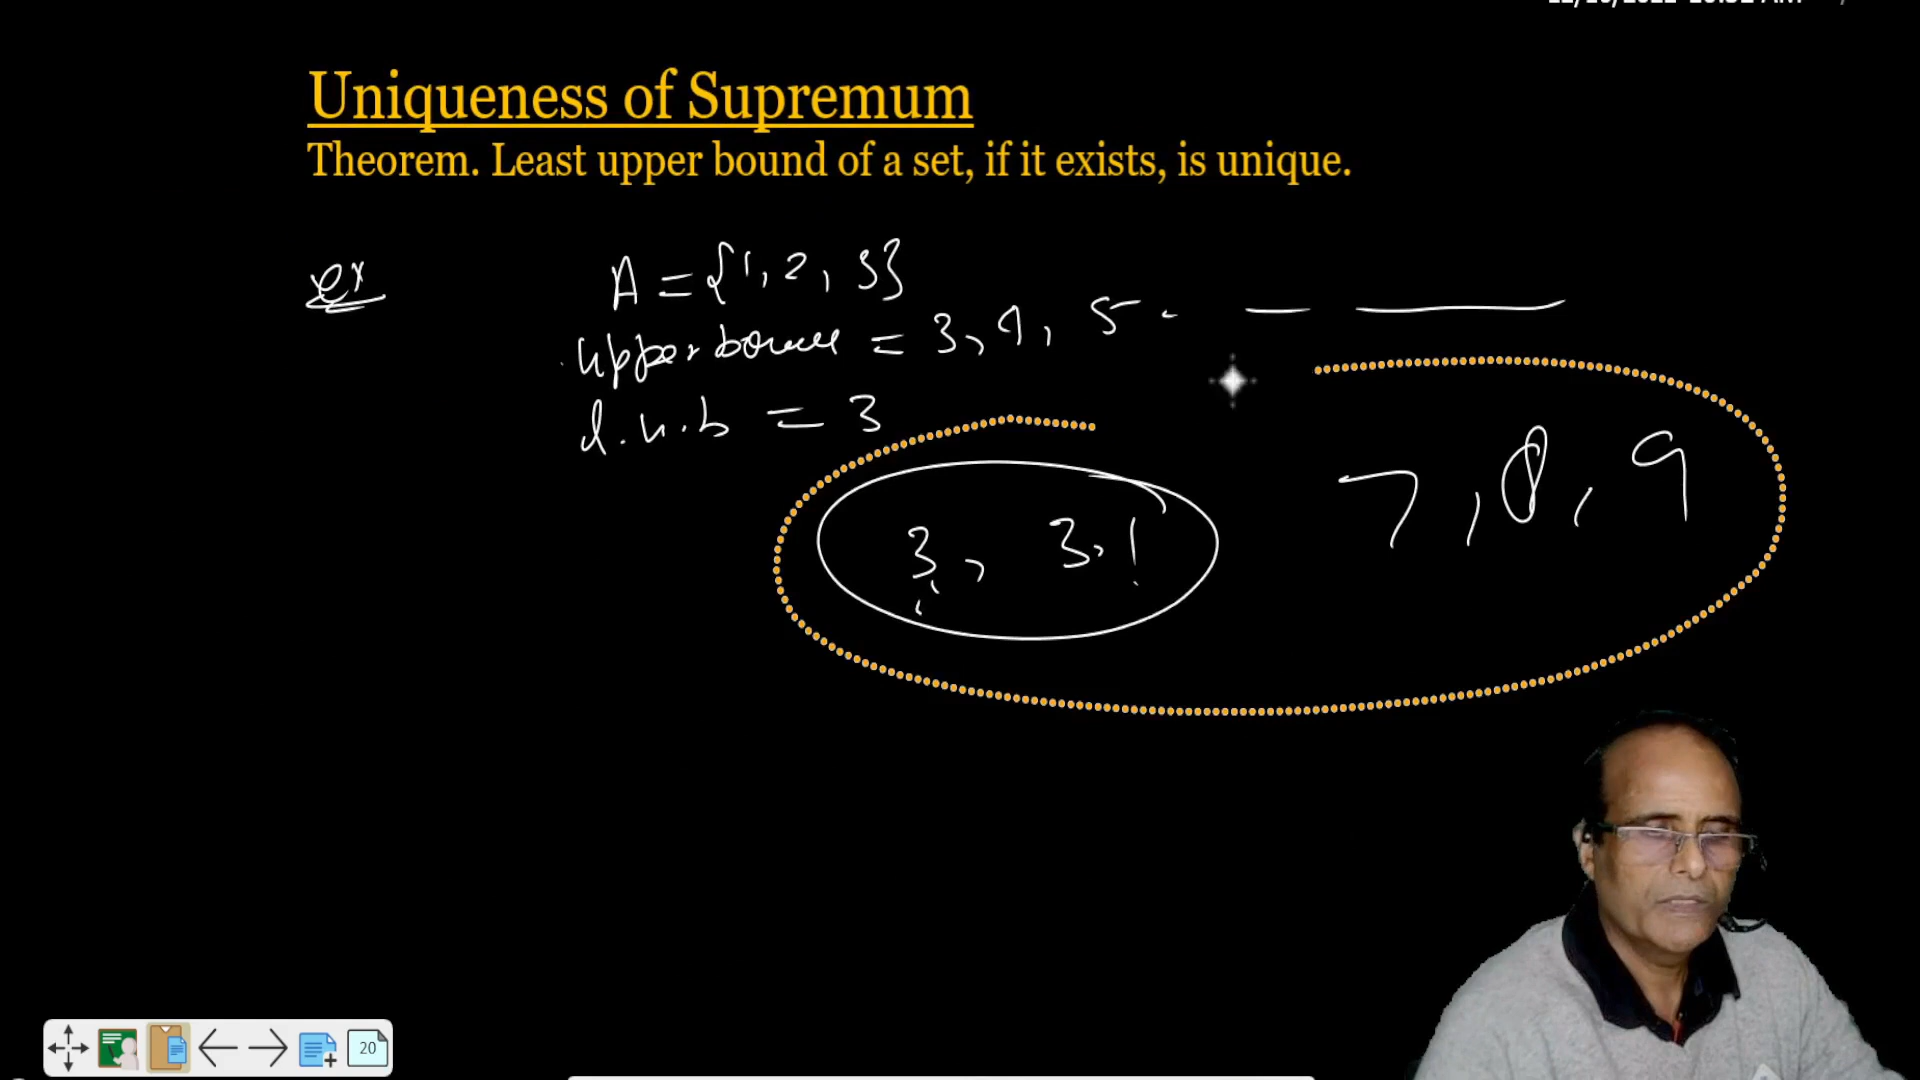 Uniqueness of Supremum
Theorem. Least upper bound of a set, if it exists, is unique.
ex
A = {1, 2, 3}
upper = 3, 4, 5 - — ——
l.u.b = 3
3, 3.1
7, 8, 9
20